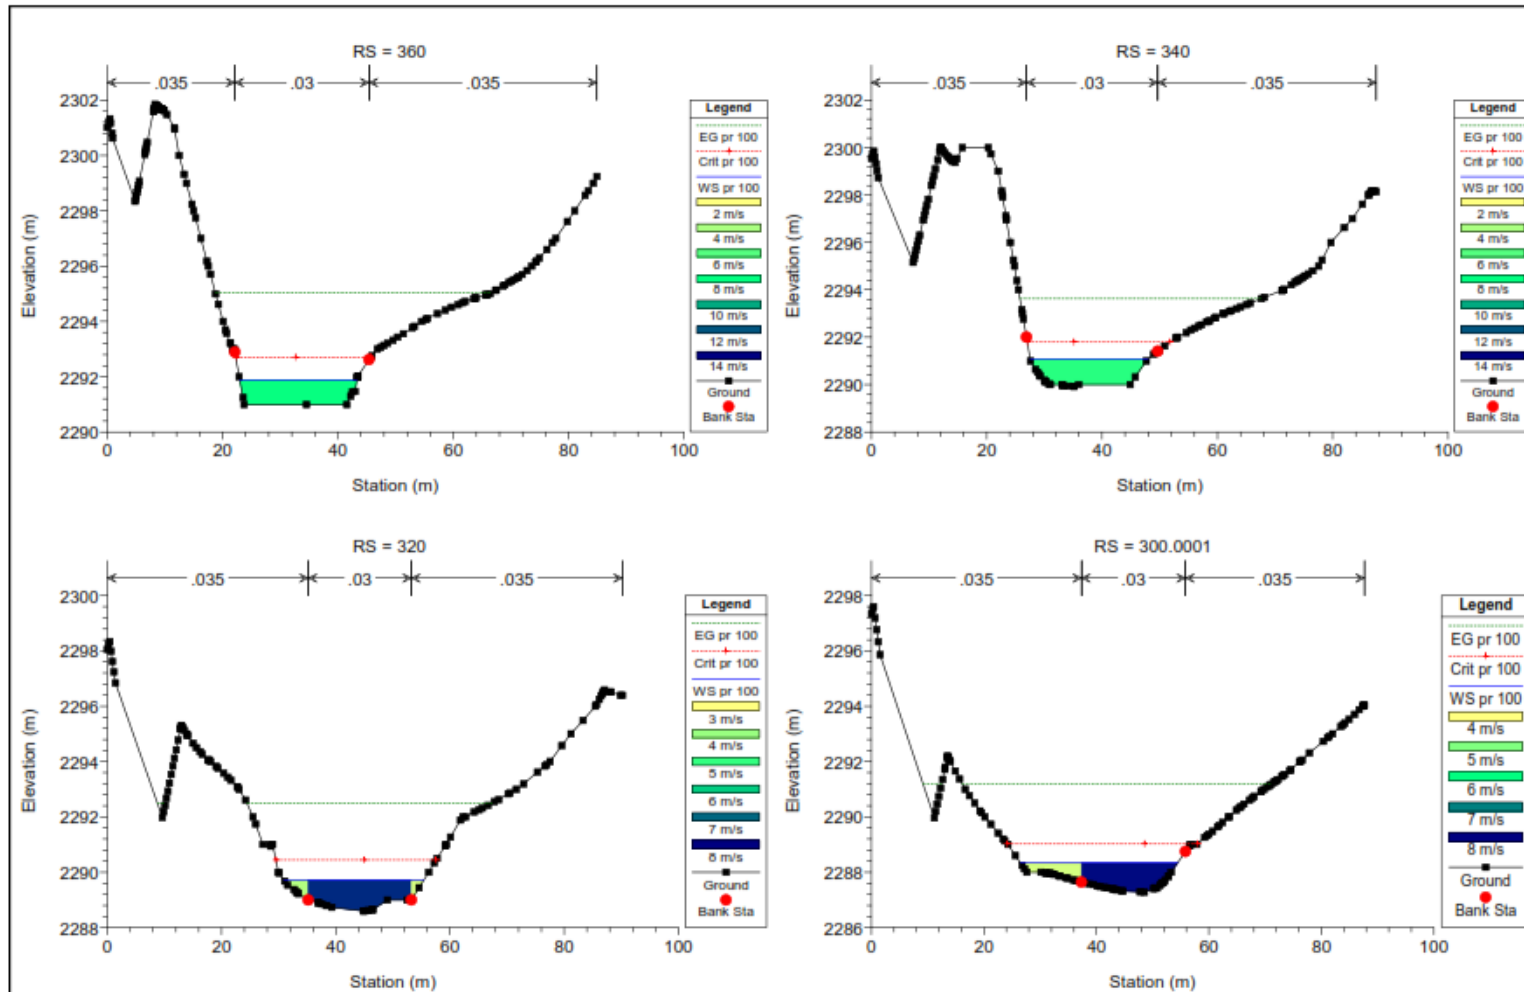 RS = 360
.035 .03 .035
2302
2300
2298
2296
2294
2292
2290
Elevation (m)
0 20 40 60 80 100
Station (m)
Legend
EG pr 100
Crit pr 100
WS pr 100
2 m/s
4 m/s
6 m/s
8 m/s
10 m/s
12 m/s
14 m/s
Ground
Bank Sta
RS = 340
.035 .03 .035
2302
2300
2298
2296
2294
2292
2290
2288
Elevation (m)
0 20 40 60 80 100
Station (m)
Legend
EG pr 100
Crit pr 100
WS pr 100
2 m/s
4 m/s
6 m/s
8 m/s
10 m/s
12 m/s
14 m/s
Ground
Bank Sta
RS = 320
.035 .03 .035
2300
2298
2296
2294
2292
2290
2288
Elevation (m)
0 20 40 60 80 100
Station (m)
Legend
EG pr 100
Crit pr 100
WS pr 100
3 m/s
4 m/s
5 m/s
6 m/s
7 m/s
8 m/s
Ground
Bank Sta
RS = 300.0001
.035 .03 .035
2298
2296
2294
2292
2290
2288
2286
Elevation (m)
0 20 40 60 80 100
Station (m)
Legend
EG pr 100
Crit pr 100
WS pr 100
4 m/s
5 m/s
6 m/s
7 m/s
8 m/s
Ground
Bank Sta